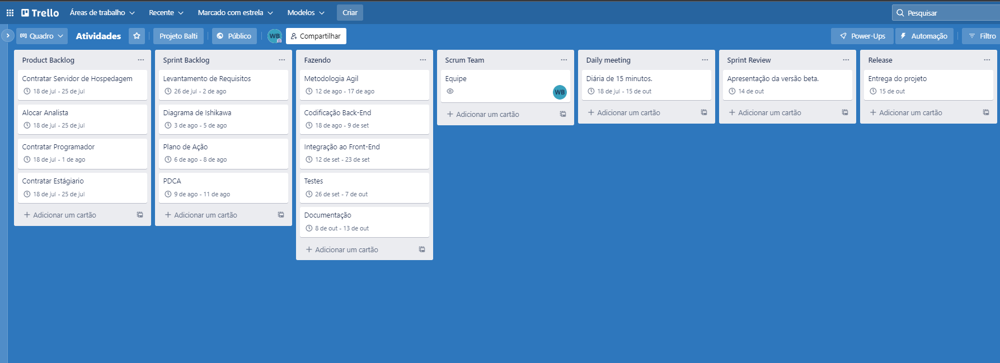 Trello Áreas de trabalho Recente Marcado com estrela Modelos Criar Pesquisar
Quadro Atividades Projeto Balti Público WB Compartilhar Power-Ups Automação Filtro
Product Backlog
Contratar Servidor de Hospedagem
18 de jul - 25 de jul
Alocar Analista
18 de jul - 25 de jul
Contratar Programador
18 de jul - 1 de ago
Contratar Estágiario
18 de jul - 25 de jul
Adicionar um cartão
Sprint Backlog
Levantamento de Requisitos
26 de jul - 2 de ago
Diagrama de Ishikawa
3 de ago - 5 de ago
Plano de Ação
6 de ago - 8 de ago
PDCA
9 de ago - 11 de ago
Adicionar um cartão
Fazendo
Metodologia Agil
12 de ago - 17 de ago
Codificação Back-End
18 de ago - 9 de set
Integração ao Front-End
12 de set - 23 de set
Testes
26 de set - 7 de out
Documentação
8 de out - 13 de out
Adicionar um cartão
Scrum Team
Equipe
WB
Adicionar um cartão
Daily meeting
Diária de 15 minutos.
18 de jul - 15 de out
Adicionar um cartão
Sprint Review
Apresentação da versão beta.
14 de out
Adicionar um cartão
Release
Entrega do projeto
15 de out
Adicionar um cartão